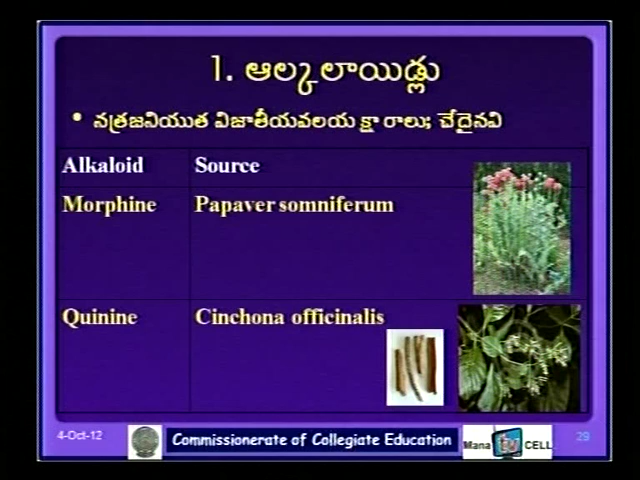 1. ఆల్కలాయిడ్లు
• నత్రజనియుత విజాతీయవలయ క్షా రాలు; చేదైనవి
Alkaloid Source
Morphine Papaver somniferum
Quinine Cinchona officinalis
4-Oct-12 Commissionerate of Collegiate Education Mana TV CELL 29